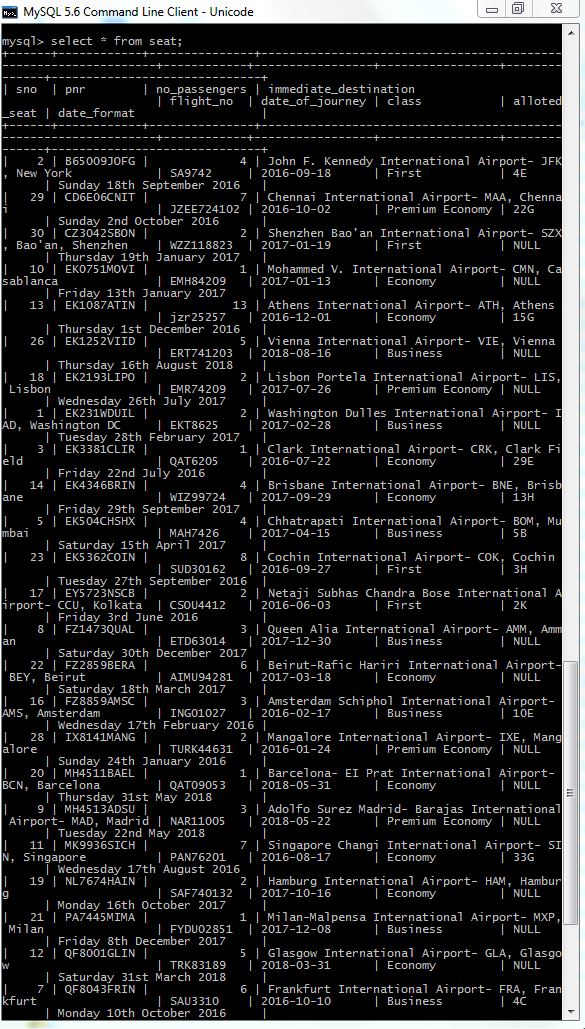 MySQL 5.6 Command Line Client - Unicode
mysql> select * from seat;
| sno | pnr | no_passengers | immediate_destination
| flight_no | date_of_journey | class | alloted
_seat | date_format |
| 2 | B65009JOFG | 4 | John F. Kennedy International Airport- JFK
, New York | SA9742 | 2016-09-18 | First | 4E
| Sunday 18th September 2016 |
| 29 | CD6E06CNIT | 7 | Chennai International Airport- MAA, Chenna
i | JZEE724102 | 2016-10-02 | Premium Economy | 22G
| Sunday 2nd October 2016 |
| 30 | CZ3042SBON | 2 | Shenzhen Bao'an International Airport- SZX
, Bao'an, Shenzhen | WZZ118823 | 2017-01-19 | First | NULL
| Thursday 19th January 2017 |
| 10 | EK0751MOVI | 1 | Mohammed V. International Airport- CMN, Ca
sablanca | EMH84209 | 2017-01-13 | Economy | NULL
| Friday 13th January 2017 |
| 13 | EK1087ATIN | 13 | Athens International Airport- ATH, Athens
| jzr25257 | 2016-12-01 | Economy | 15G
| Thursday 1st December 2016 |
| 26 | EK1252VIID | 5 | Vienna International Airport- VIE, Vienna
| ERT741203 | 2018-08-16 | Business | NULL
| Thursday 16th August 2018 |
| 18 | EK2193LIPO | 2 | Lisbon Portela International Airport- LIS,
Lisbon | EMR74209 | 2017-07-26 | Premium Economy | NULL
| Wednesday 26th July 2017 |
| 1 | EK231WDUIL | 2 | Washington Dulles International Airport- I
AD, Washington DC | EKT8625 | 2017-02-28 | Business | NULL
| Tuesday 28th February 2017 |
| 3 | EK3381CLIR | 1 | Clark International Airport- CRK, Clark Fi
eld | QAT6205 | 2016-07-22 | Economy | 29E
| Friday 22nd July 2016 |
| 14 | EK4346BRIN | 4 | Brisbane International Airport- BNE, Brisb
ane | WIZ99724 | 2017-09-29 | Economy | 13H
| Friday 29th September 2017 |
| 5 | EK504CHSHX | 4 | Chhatrapati International Airport- BOM, Mu
mbai | MAH7426 | 2017-04-15 | Business | 5B
| Saturday 15th April 2017 |
| 23 | EK5362COIN | 8 | Cochin International Airport- COK, Cochin
| SUD30162 | 2016-09-27 | First | 3H
| Tuesday 27th September 2016 |
| 17 | EY5723NSCB | 2 | Netaji Subhas Chandra Bose International A
irport- CCU, Kolkata | CSOU4412 | 2016-06-03 | First | 2K
| Friday 3rd June 2016 |
| 8 | FZ1473QUAL | 3 | Queen Alia International Airport- AMM, Amm
an | ETD63014 | 2017-12-30 | Business | NULL
| Saturday 30th December 2017 |
| 22 | FZ2859BERA | 6 | Beirut-Rafic Hariri International Airport-
BEY, Beirut | AIMU94281 | 2017-03-18 | Economy | NULL
| Saturday 18th March 2017 |
| 16 | FZ8859AMSC | 3 | Amsterdam Schiphol International Airport-
AMS, Amsterdam | ING01027 | 2016-02-17 | Business | 10E
| Wednesday 17th February 2016 |
| 28 | IX8141MANG | 2 | Mangalore International Airport- IXE, Mang
alore | TURK44631 | 2016-01-24 | Premium Economy | NULL
| Sunday 24th January 2016 |
| 20 | MH4511BAEL | 1 | Barcelona- EI Prat International Airport-
BCN, Barcelona | QAT09053 | 2018-05-31 | Economy | NULL
| Thursday 31st May 2018 |
| 9 | MH4513ADSU | 3 | Adolfo Surez Madrid- Barajas International
Airport- MAD, Madrid | NAR11005 | 2018-05-22 | Premium Economy | NULL
| Tuesday 22nd May 2018 |
| 11 | MK9936SICH | 7 | Singapore Changi International Airport- SI
N, Singapore | PAN76201 | 2016-08-17 | Economy | 33G
| Wednesday 17th August 2016 |
| 19 | NL7674HAIN | 2 | Hamburg International Airport- HAM, Hambur
g | SAF740132 | 2017-10-16 | Economy | NULL
| Monday 16th October 2017 |
| 21 | PA7445MIMA | 1 | Milan-Malpensa International Airport- MXP,
Milan | FYDU02851 | 2017-12-08 | Business | NULL
| Friday 8th December 2017 |
| 12 | QF8001GLIN | 5 | Glasgow International Airport- GLA, Glasgo
w | TRK83189 | 2018-03-31 | Economy | NULL
| Saturday 31st March 2018 |
| 7 | QF8043FRIN | 6 | Frankfurt International Airport- FRA, Fran
kfurt | SAU3310 | 2016-10-10 | Business | 4C
| Monday 10th October 2016 |